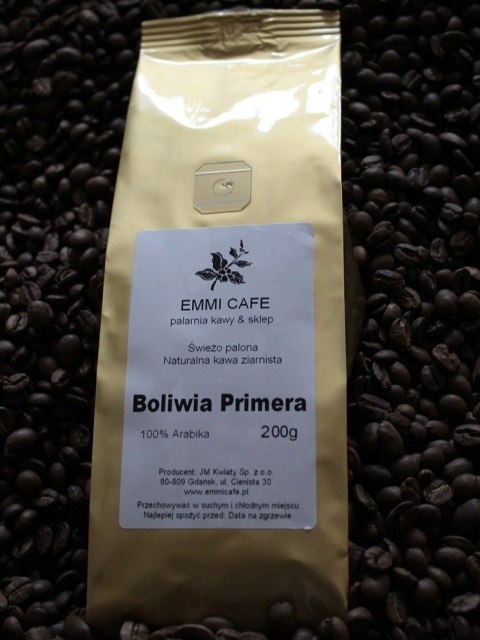 EMMI CAFE
palarnia kawy & sklep
Świeżo palona
Naturalna kawa ziarnista
Boliwia Primera
100% Arabika 200g
Producent: JM Kwiaty Sp. z o.o.
80-809 Gdańsk, ul. Cienista 30
www.emmicafe.pl
Przechowywać w suchym i chłodnym miejscu
Najlepiej spożyć przed: Data na zgrzewie